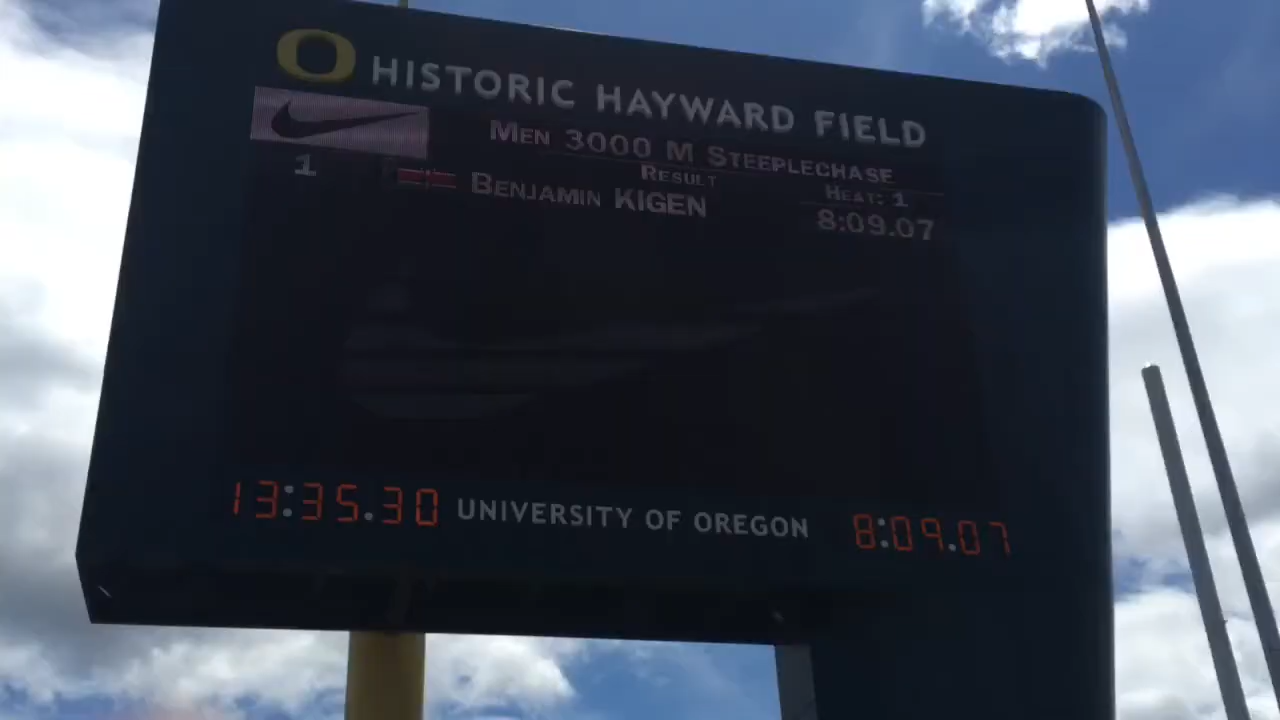 O HISTORIC HAYWARD FIELD
MEN 3000 M STEEPLECHASE
RESULT HEAT: 1
1 BENJAMIN KIGEN 8:09.07
13:35.30 UNIVERSITY OF OREGON 8:09.07